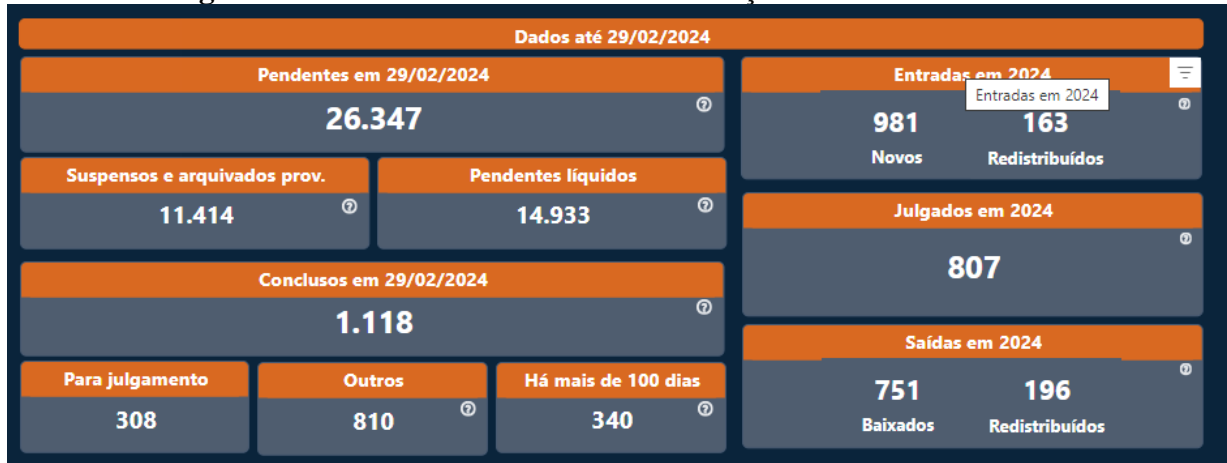 Dados até 29/02/2024
Pendentes em 29/02/2024
26.347
Suspensos e arquivados prov.
11.414
Pendentes líquidos
14.933
Conclusos em 29/02/2024
1.118
Para julgamento
308
Outros
810
Há mais de 100 dias
340
Entradas em 2024
Entradas em 2024
981 163
Novos Redistribuídos
Julgados em 2024
807
Saídas em 2024
751 196
Baixados Redistribuídos